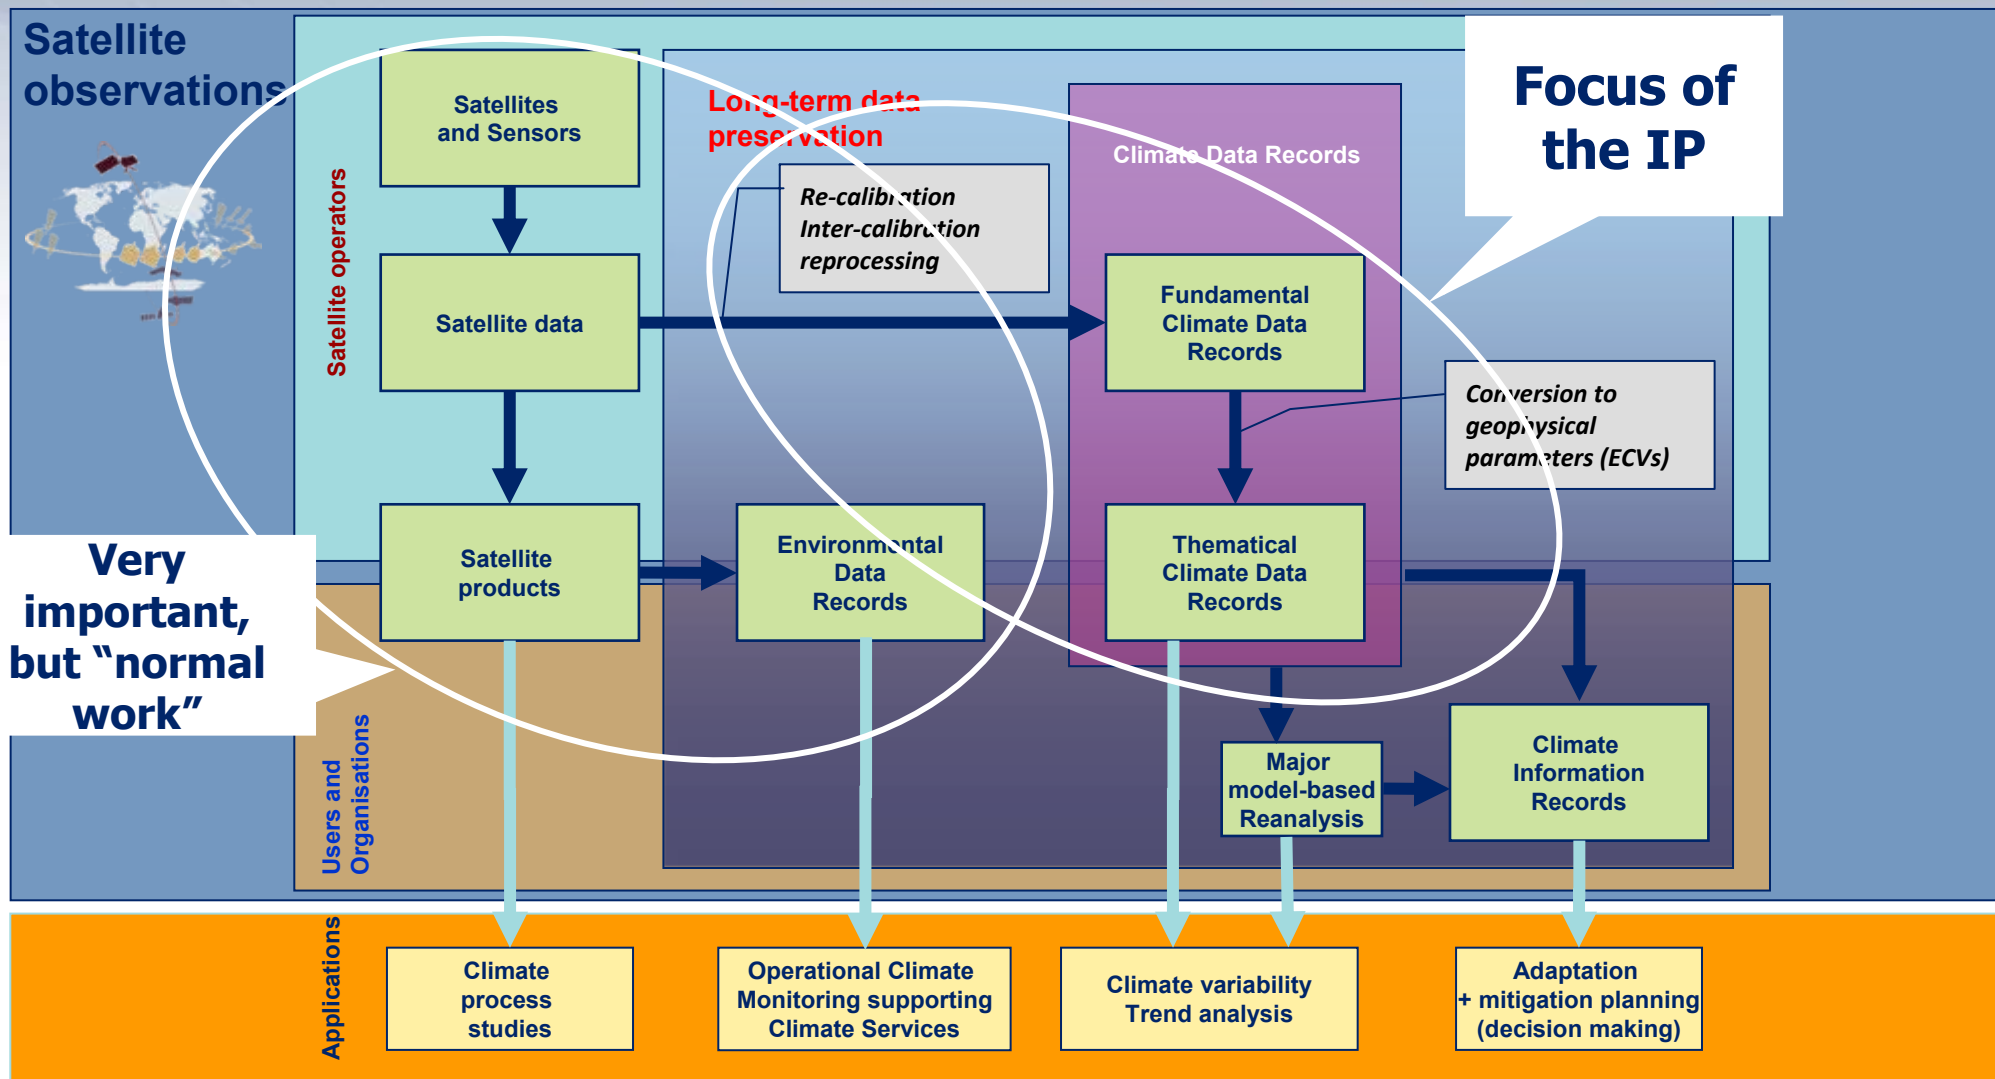 Satellite
observations
Satellite operators
Satellites
and Sensors
Long-term data
preservation
Climate Data Records
Focus of
the IP
Re-calibration
Inter-calibration
reprocessing
Satellite data
Fundamental
Climate Data
Records
Conversion to
geophysical
parameters (ECVs)
Very
important,
but “normal
work”
Satellite
products
Environmental
Data
Records
Thematical
Climate Data
Records
Users and
Organisations
Major
model-based
Reanalysis
Climate
Information
Records
Applications
Climate
process
studies
Operational Climate
Monitoring supporting
Climate Services
Climate variability
Trend analysis
Adaptation
+ mitigation planning
(decision making)